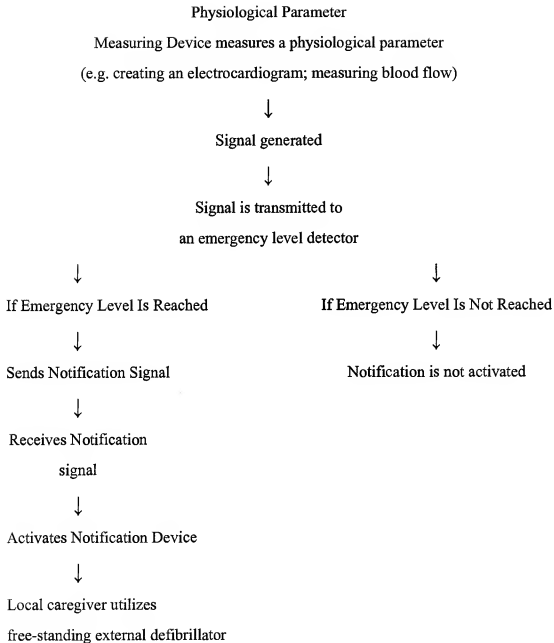 Physiological Parameter
Measuring Device measures a physiological parameter
(e.g. creating an electrocardiogram; measuring blood flow)
↓
Signal generated
↓
Signal is transmitted to
an emergency level detector
↓ ↓
If Emergency Level Is Reached If Emergency Level Is Not Reached
↓ ↓
Sends Notification Signal Notification is not activated
↓
Receives Notification
signal
↓
Activates Notification Device
↓
Local caregiver utilizes
free-standing external defibrillator